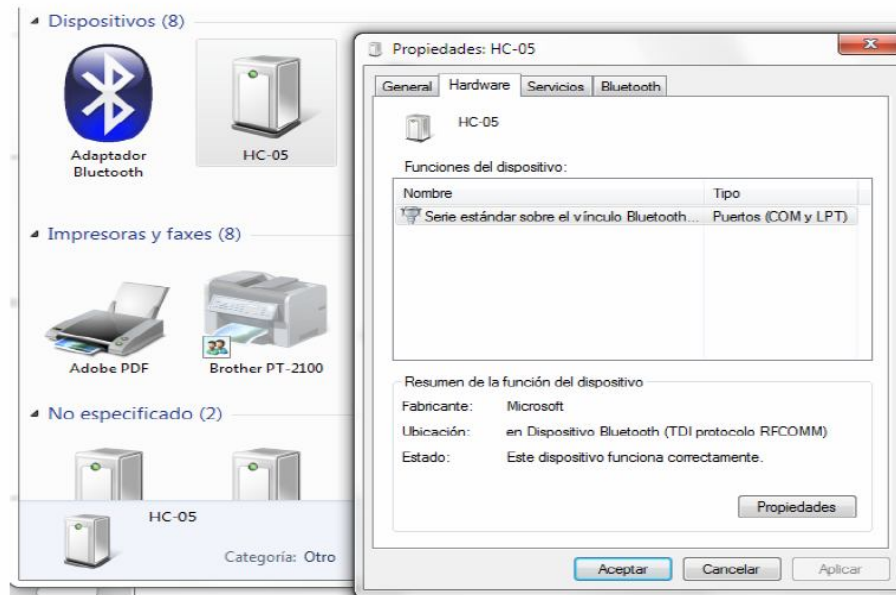 Dispositivos (8)
Adaptador
Bluetooth
HC-05
Impresoras y faxes (8)
Adobe PDF
Brother PT-2100
No especificado (2)
HC-05
Categoría: Otro
Propiedades: HC-05
General Hardware Servicios Bluetooth
HC-05
Funciones del dispositivo:
Nombre Tipo
Serie estándar sobre el vínculo Bluetooth... Puertos (COM y LPT)
Resumen de la función del dispositivo
Fabricante: Microsoft
Ubicación: en Dispositivo Bluetooth (TDI protocolo RFCOMM)
Estado: Este dispositivo funciona correctamente.
Propiedades
Aceptar Cancelar Aplicar